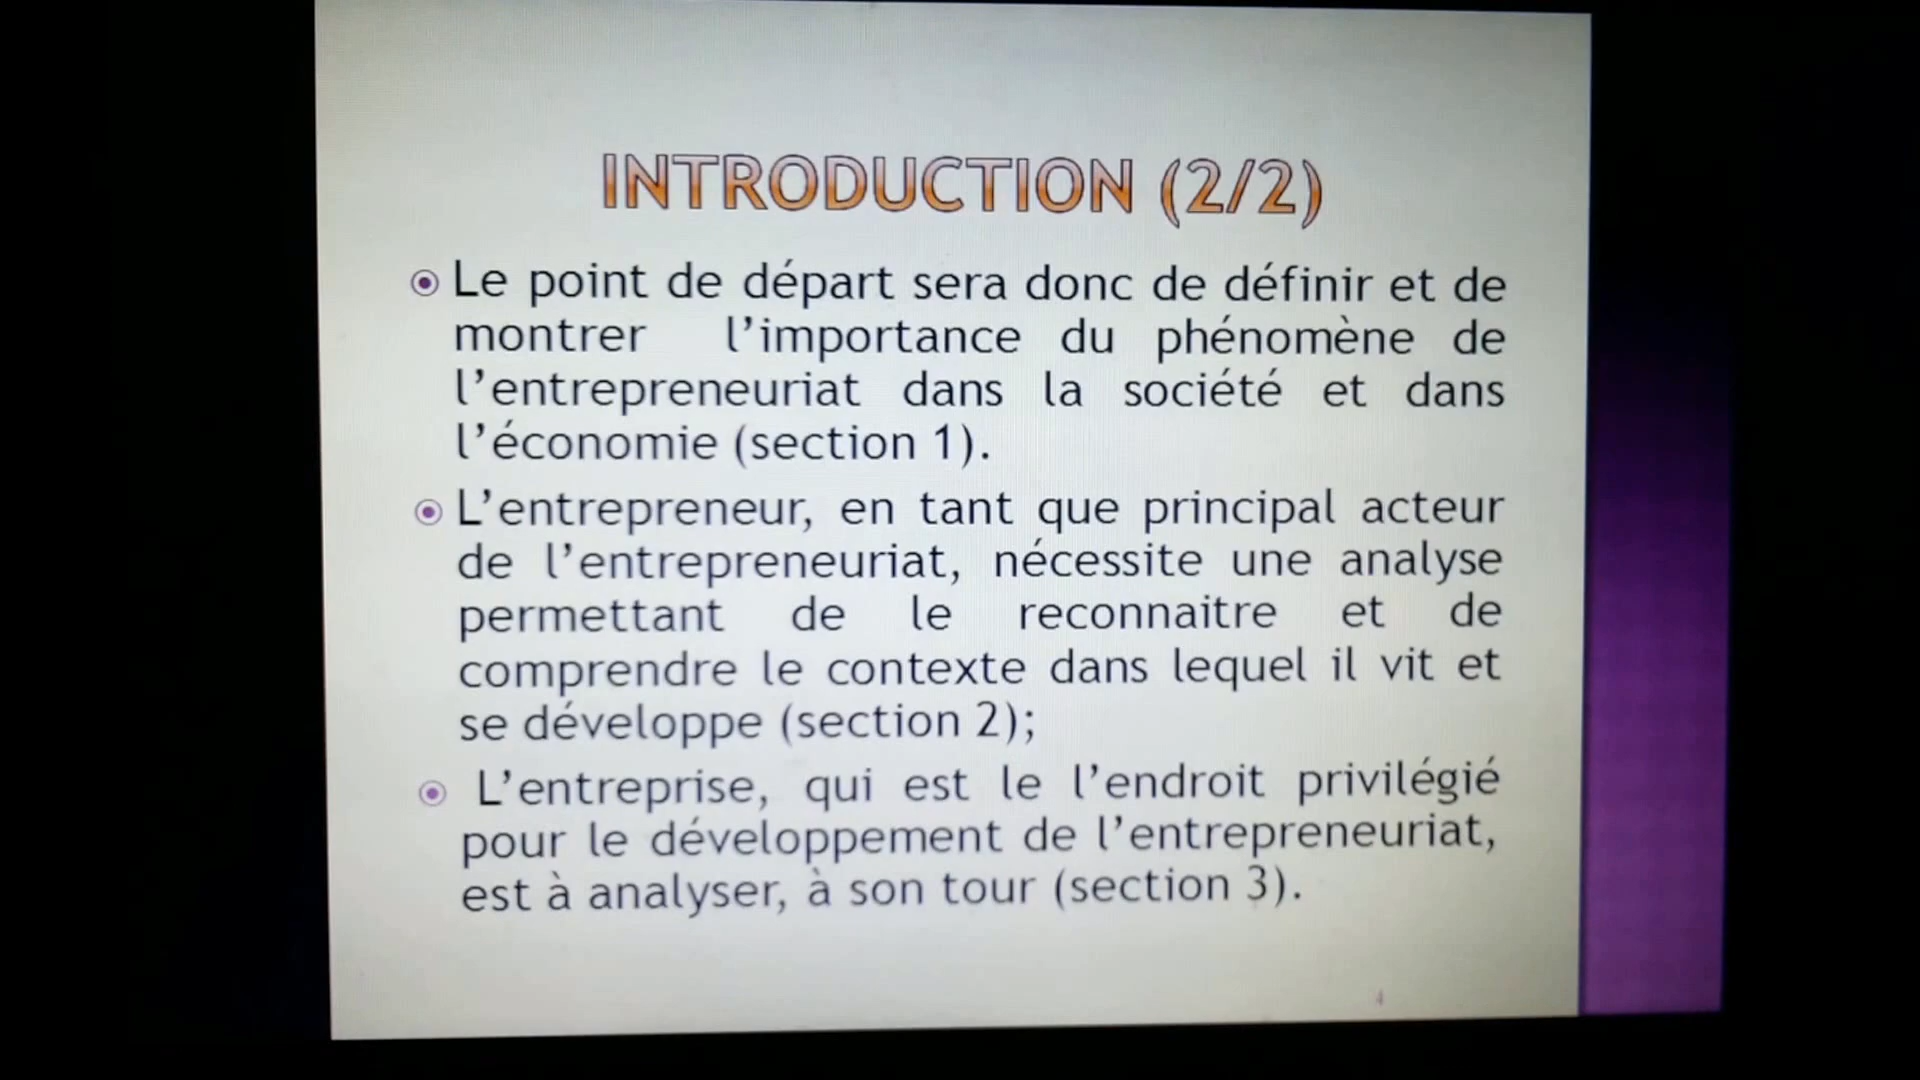 INTRODUCTION (2/2)
Le point de départ sera donc de définir et de
montrer l’importance du phénomène de
l’entrepreneuriat dans la société et dans
l’économie (section 1).
L’entrepreneur, en tant que principal acteur
de l’entrepreneuriat, nécessite une analyse
permettant de le reconnaitre et de
comprendre le contexte dans lequel il vit et
se développe (section 2);
L’entreprise, qui est le l’endroit privilégié
pour le développement de l’entrepreneuriat,
est à analyser, à son tour (section 3).
4